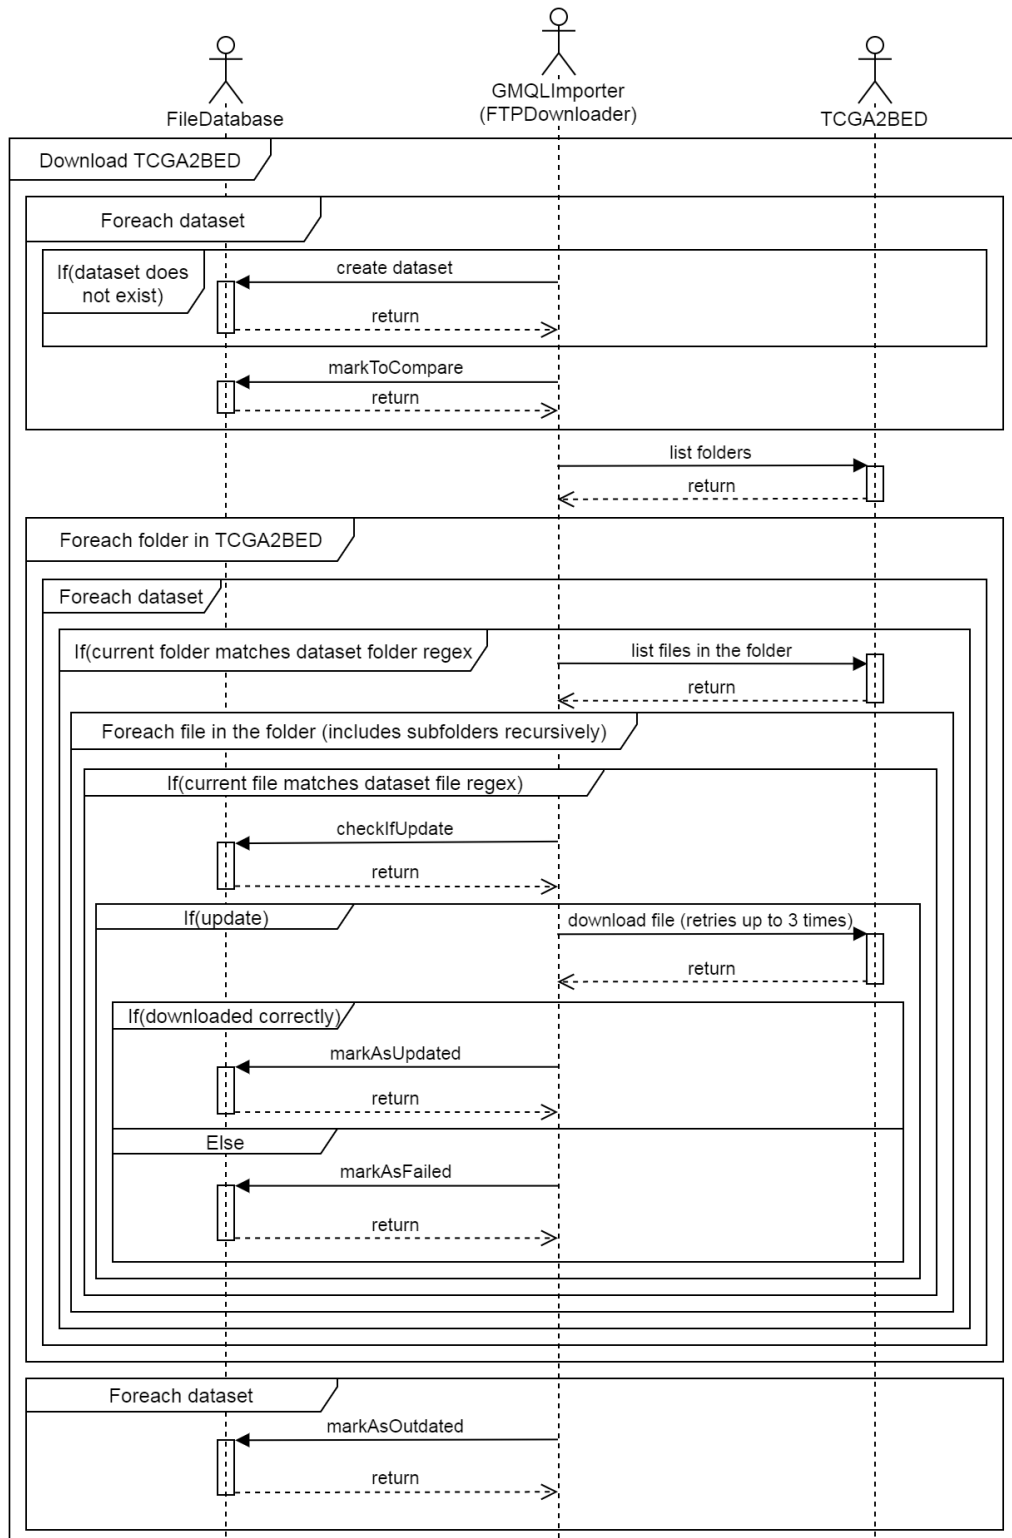 FileDatabase
GMQLImporter
(FTPDownloader)
TCGA2BED
Download TCGA2BED
Foreach dataset
If(dataset does
not exist)
create dataset
return
markToCompare
return
list folders
return
Foreach folder in TCGA2BED
Foreach dataset
If(current folder matches dataset folder regex
list files in the folder
return
Foreach file in the folder (includes subfolders recursively)
If(current file matches dataset file regex)
checkIfUpdate
return
If(update)
download file (retries up to 3 times)
return
If(downloaded correctly)
markAsUpdated
return
Else
markAsFailed
return
Foreach dataset
markAsOutdated
return